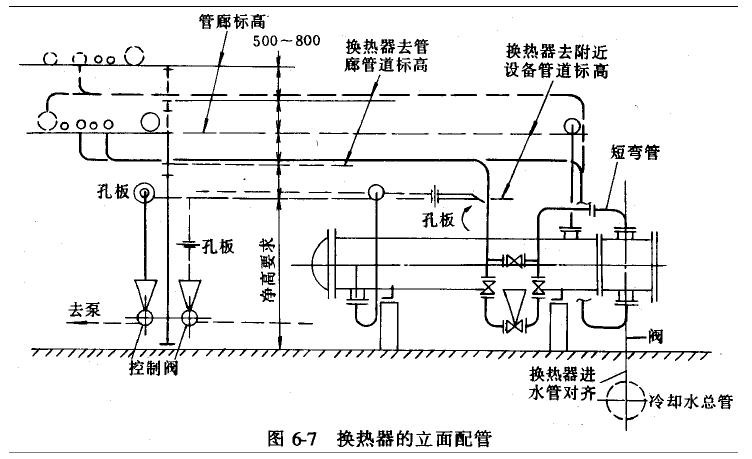 管廊标高
500～800
换热器去管
廊管道标高
换热器去附近
设备管道标高
短弯管
孔板
孔板
孔板
净高要求
去泵
控制阀
阀
换热器进
水管对齐
冷却水总管
图 6-7 换热器的立面配管